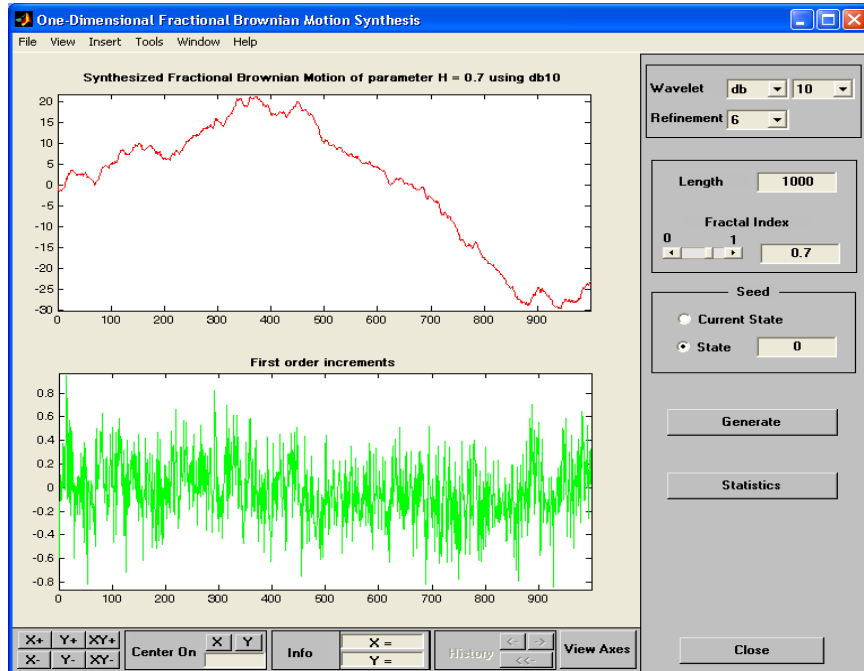 One-Dimensional Fractional Brownian Motion Synthesis
File View Insert Tools Window Help
Synthesized Fractional Brownian Motion of parameter H = 0.7 using db10
20
15
10
5
0
-5
-10
-15
-20
-25
-30
0 100 200 300 400 500 600 700 800 900
First order increments
0.8
0.6
0.4
0.2
0
-0.2
-0.4
-0.6
-0.8
0 100 200 300 400 500 600 700 800 900
Wavelet db 10
Refinement 6
Length 1000
Fractal Index
0 1
0.7
Seed
Current State
State 0
Generate
Statistics
X+ Y+ XY+
X- Y- XY-
Center On X Y
Info X =
Y =
History <- ->
<<-
View Axes
Close